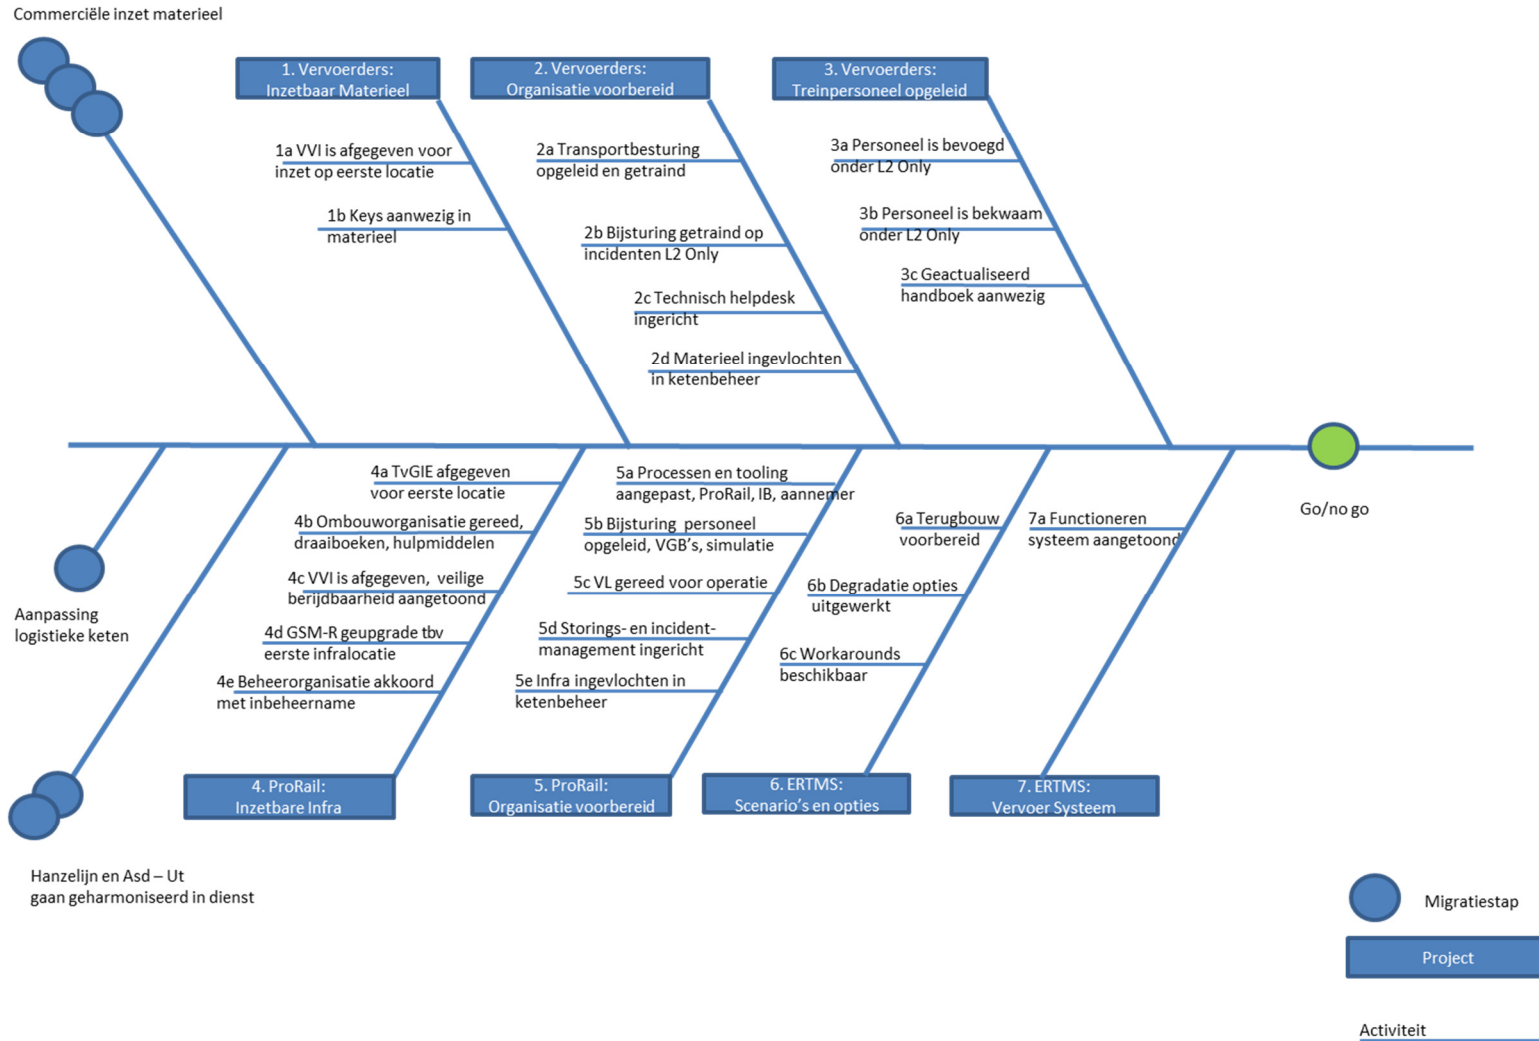 Commerciële inzet materieel
1. Vervoerders:
Inzetbaar Materieel
2. Vervoerders:
Organisatie voorbereid
3. Vervoerders:
Treinpersoneel opgeleid
1a VVI is afgegeven voor
inzet op eerste locatie
1b Keys aanwezig in
materieel
2a Transportbesturing
opgeleid en getraind
2b Bijsturing getraind op
incidenten L2 Only
2c Technisch helpdesk
ingericht
2d Materieel ingevlochten
in ketenbeheer
3a Personeel is bevoegd
onder L2 Only
3b Personeel is bekwaam
onder L2 Only
3c Geactualiseerd
handboek aanwezig
Go/no go
Aanpassing
logistieke keten
4a TvGIE afgegeven
voor eerste locatie
4b Ombouworganisatie gereed,
draaiboeken, hulpmiddelen
4c VVI is afgegeven, veilige
berijdbaarheid aangetoond
4d GSM-R geupgrade tbv
eerste infralocatie
4e Beheerorganisatie akkoord
met inbeheername
5a Processen en tooling
aangepast, ProRail, IB, aannemer
5b Bijsturing personeel
opgeleid, VGB's, simulatie
5c VL gereed voor operatie
5d Storings- en incident-
management ingericht
5e Infra ingevlochten in
ketenbeheer
6a Terugbouw
voorbereid
6b Degradatie opties
uitgewerkt
6c Workarounds
beschikbaar
7a Functioneren
systeem aangetoond
4. ProRail:
Inzetbare Infra
5. ProRail:
Organisatie voorbereid
6. ERTMS:
Scenario's en opties
7. ERTMS:
Vervoer Systeem
Hanzelijn en Asd – Ut
gaan geharmoniseerd in dienst
Migratiestap
Project
Activiteit